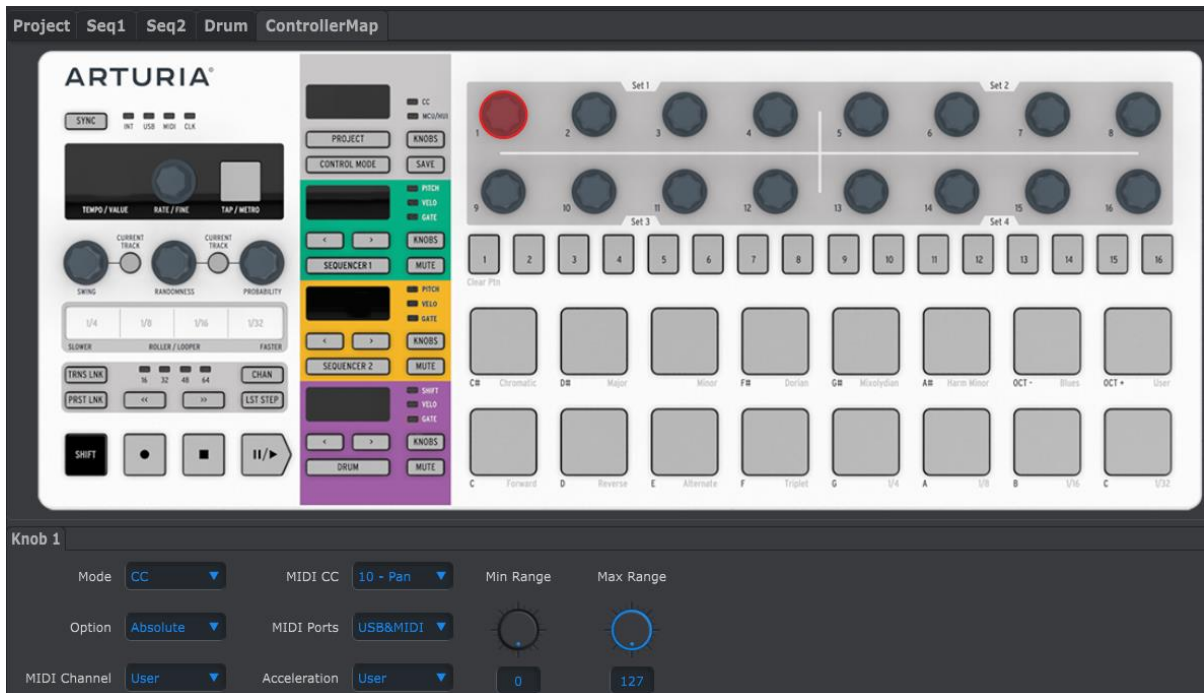 Project Seq1 Seq2 Drum ControllerMap
ARTURIA®
SYNC INT USB MIDI CLK
TEMPO / VALUE RATE / FINE TAP / METRO
CURRENT TRACK CURRENT TRACK
SWING RANDOMNESS PROBABILITY
1/4 1/8 1/16 1/32
SLOWER ROLLER / LOOPER FASTER
TRNS LNK 16 32 48 64 CHAN
PRST LNK << >> LST STEP
SHIFT
CC
MCU/HUI
PROJECT KNOBS
CONTROL MODE SAVE
PITCH
VELO
GATE
< > KNOBS
SEQUENCER 1 MUTE
PITCH
VELO
GATE
< > KNOBS
SEQUENCER 2 MUTE
SHIFT
VELO
GATE
< > KNOBS
DRUM MUTE
Set 1 Set 2
1 2 3 4 5 6 7 8
9 10 11 12 13 14 15 16
Set 3 Set 4
1 2 3 4 5 6 7 8 9 10 11 12 13 14 15 16
Clear Ptn
C# Chromatic D# Major Minor F# Dorian G# Mixolydian A# Harm Minor OCT - Blues OCT + User
C Forward D Reverse E Alternate F Triplet G 1/4 A 1/8 B 1/16 C 1/32
Knob 1
Mode CC MIDI CC 10 - Pan Min Range Max Range
Option Absolute MIDI Ports USB&MIDI
MIDI Channel User Acceleration User 0 127